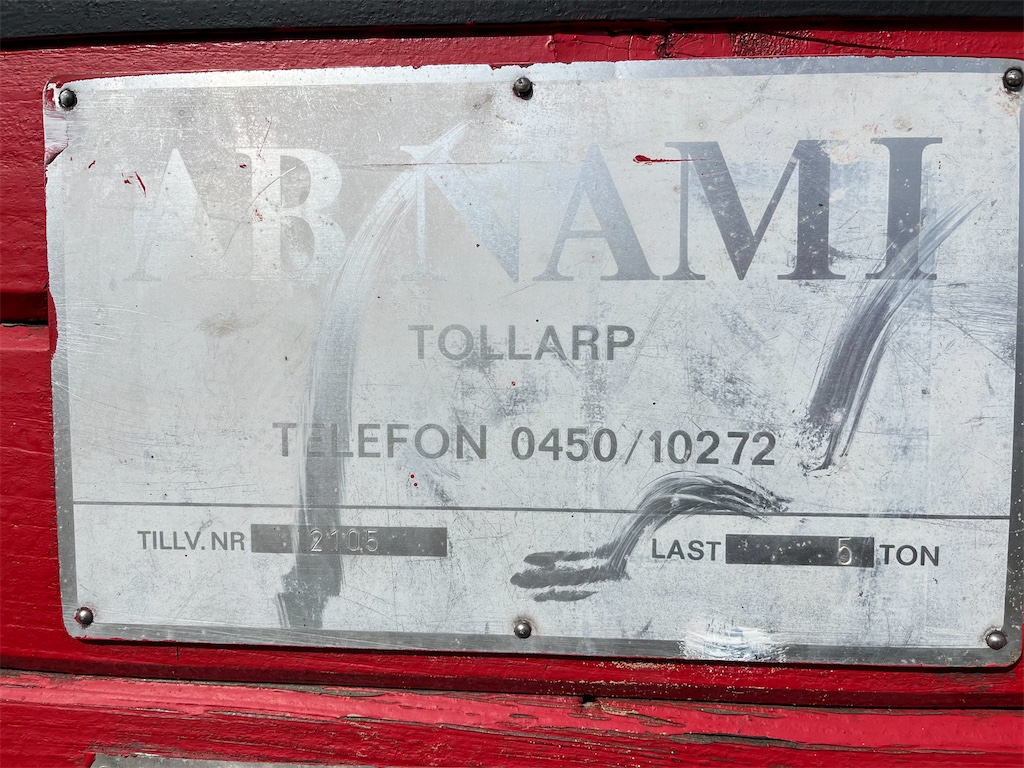 AB NAMI
TOLLARP
TELEFON 0450/10272
TILLV. NR 2105 LAST 5 TON